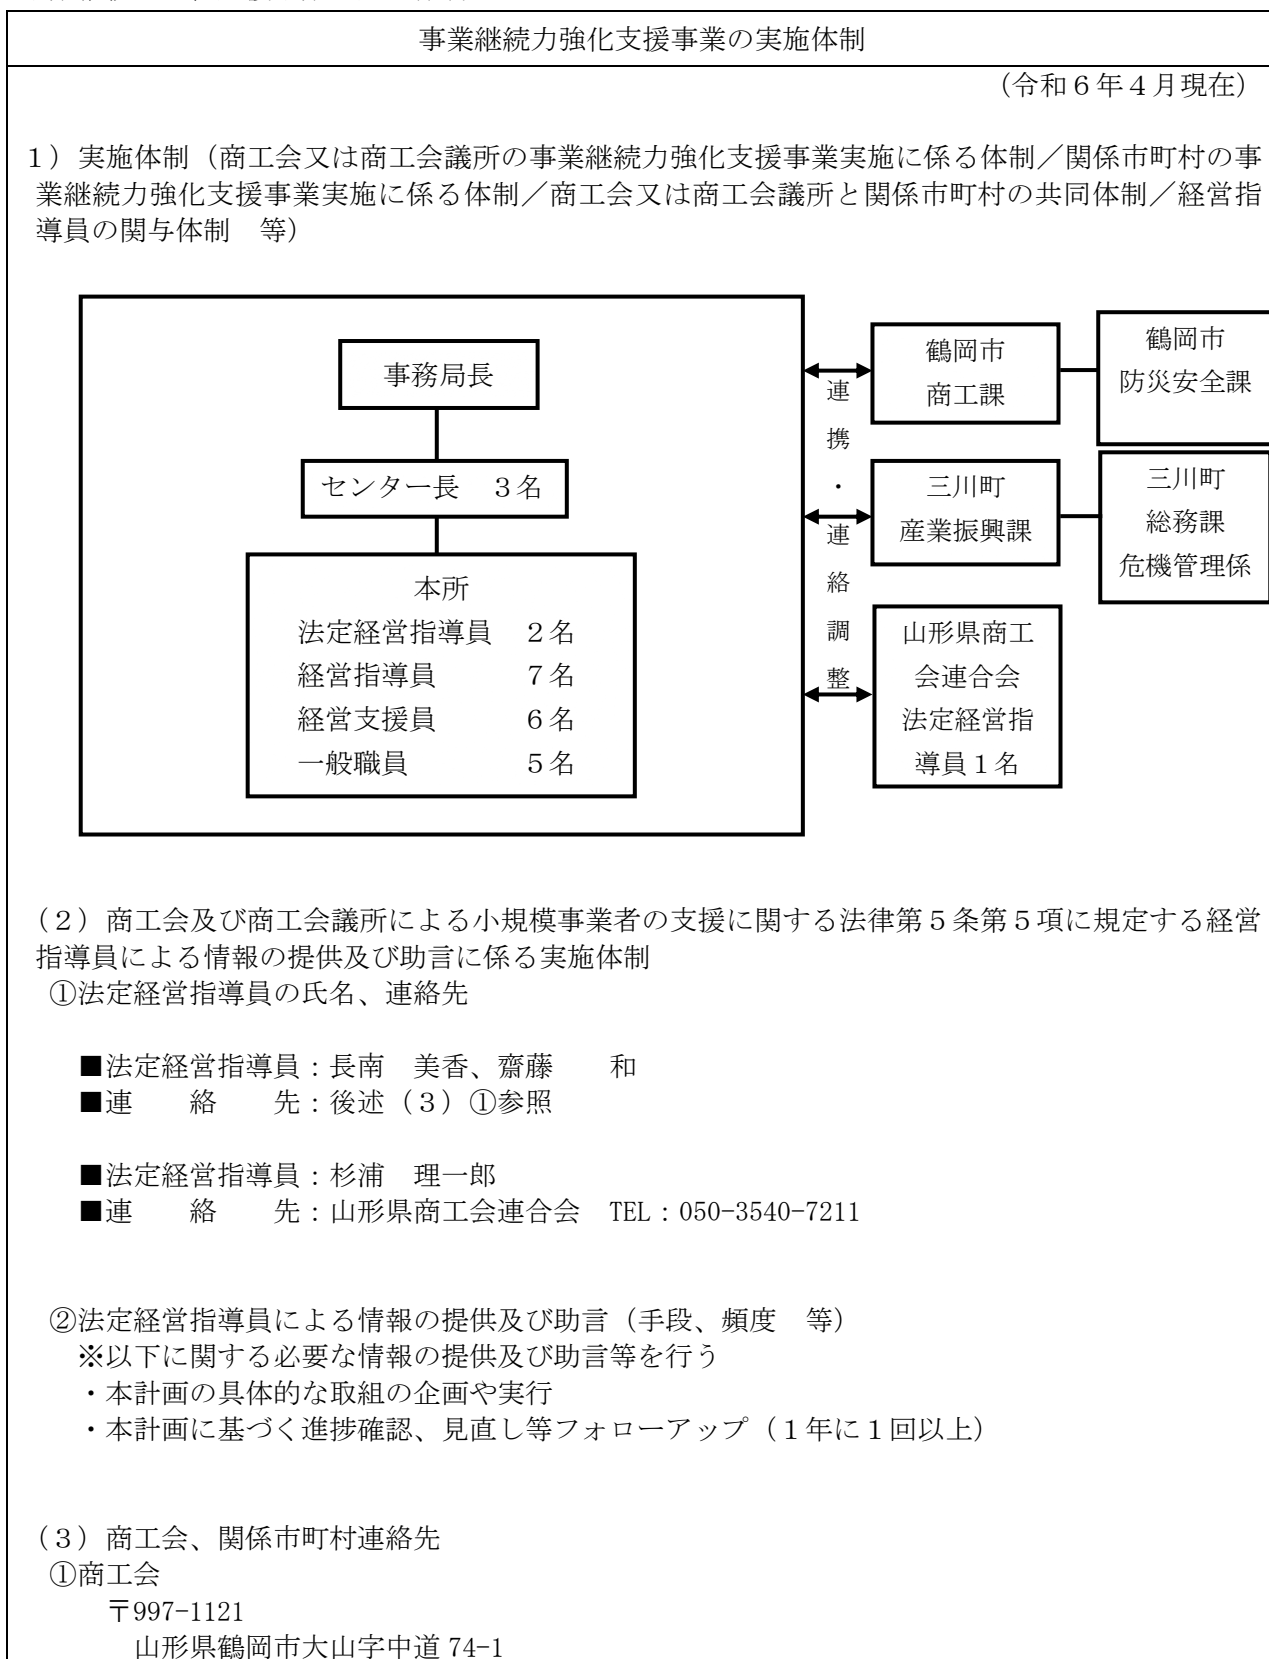 事業継続力強化支援事業の実施体制
（令和６年４月現在）
１）実施体制（商工会又は商工会議所の事業継続力強化支援事業実施に係る体制／関係市町村の事
業継続力強化支援事業実施に係る体制／商工会又は商工会議所と関係市町村の共同体制／経営指
導員の関与体制　等）
事務局長
センター長　３名
本所
法定経営指導員　２名
経営指導員　　　７名
経営支援員　　　６名
一般職員　　　　５名
連携・連絡調整
鶴岡市
商工課
鶴岡市
防災安全課
三川町
産業振興課
三川町
総務課
危機管理係
山形県商工
会連合会
法定経営指
導員１名
（２）商工会及び商工会議所による小規模事業者の支援に関する法律第５条第５項に規定する経営
指導員による情報の提供及び助言に係る実施体制
①法定経営指導員の氏名、連絡先
■法定経営指導員：長南　美香、齋藤　　和
■連　　絡　　先：後述（３）①参照
■法定経営指導員：杉浦　理一郎
■連　　絡　　先：山形県商工会連合会　TEL：050-3540-7211
②法定経営指導員による情報の提供及び助言（手段、頻度　等）
※以下に関する必要な情報の提供及び助言等を行う
・本計画の具体的な取組の企画や実行
・本計画に基づく進捗確認、見直し等フォローアップ（１年に１回以上）
（３）商工会、関係市町村連絡先
①商工会
〒997-1121
山形県鶴岡市大山字中道 74-1